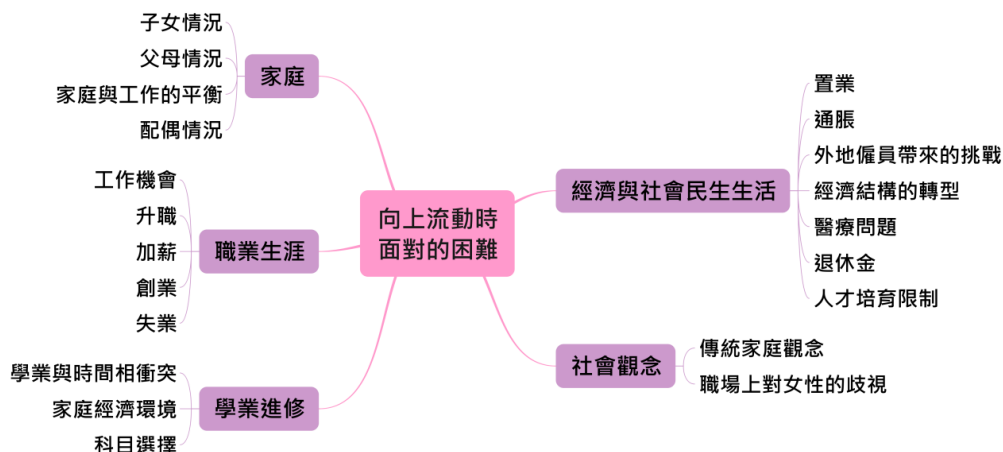 向上流動時
面對的困難
家庭
子女情況
父母情況
家庭與工作的平衡
配偶情況
職業生涯
工作機會
升職
加薪
創業
失業
學業進修
學業與時間相衝突
家庭經濟環境
科目選擇
經濟與社會民生生活
置業
通脹
外地僱員帶來的挑戰
經濟結構的轉型
醫療問題
退休金
人才培育限制
社會觀念
傳統家庭觀念
職場上對女性的歧視